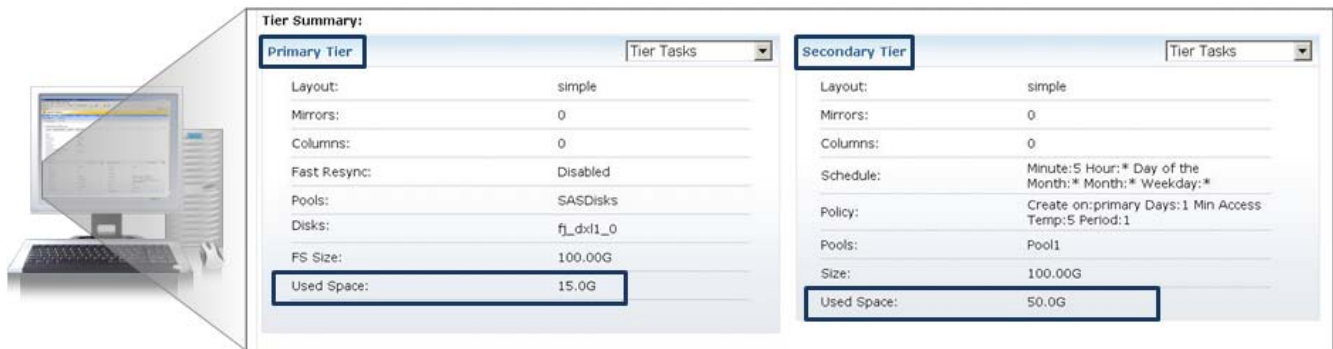 Tier Summary:
Primary Tier
Tier Tasks
Layout: simple
Mirrors: 0
Columns: 0
Fast Resync: Disabled
Pools: SASDisks
Disks: fj_dxl1_0
FS Size: 100.00G
Used Space: 15.0G
Secondary Tier
Tier Tasks
Layout: simple
Mirrors: 0
Columns: 0
Schedule: Minute:5 Hour:* Day of the
Month:* Month:* Weekday:*
Policy: Create on:primary Days:1 Min Access
Temp:5 Period:1
Pools: Pool1
Size: 100.00G
Used Space: 50.0G